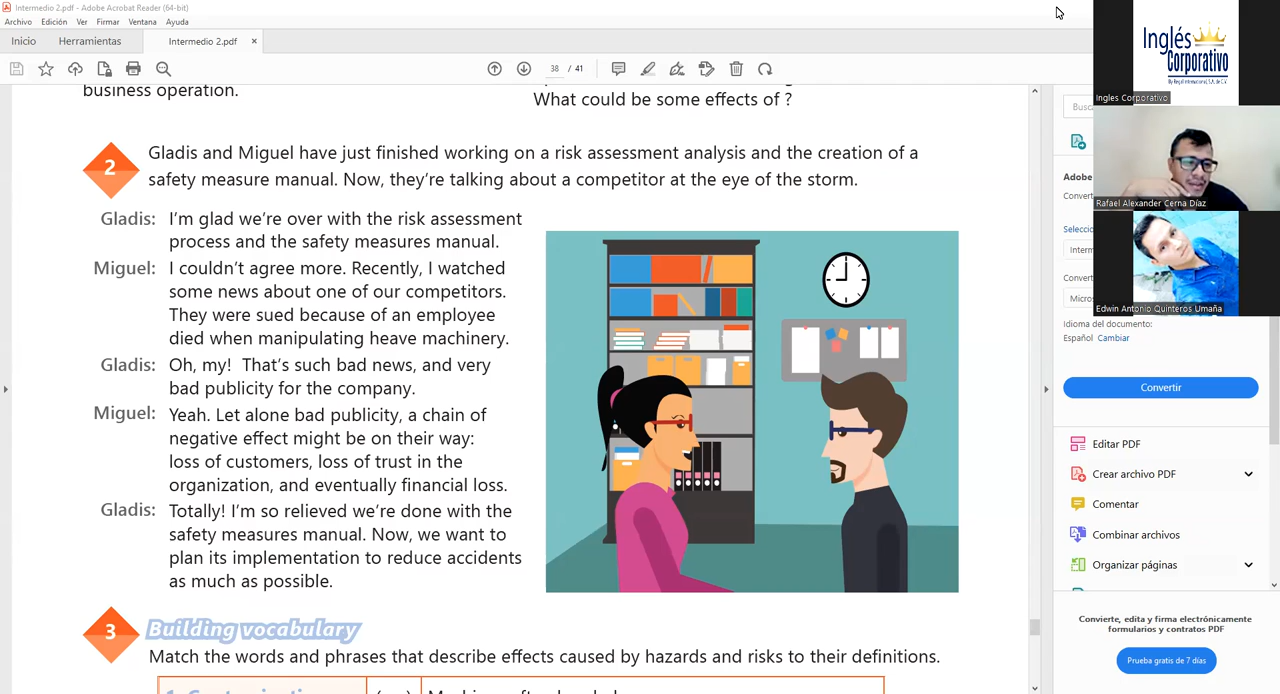 Intermedio 2.pdf - Adobe Acrobat Reader (64-bit)
Archivo Edición Ver Firmar Ventana Ayuda
Inicio Herramientas Intermedio 2.pdf ×
38 / 41
business operation.
What could be some effects of ?
2 Gladis and Miguel have just finished working on a risk assessment analysis and the creation of a
safety measure manual. Now, they're talking about a competitor at the eye of the storm.
Gladis: I'm glad we're over with the risk assessment
process and the safety measures manual.
Miguel: I couldn't agree more. Recently, I watched
some news about one of our competitors.
They were sued because of an employee
died when manipulating heave machinery.
Gladis: Oh, my! That's such bad news, and very
bad publicity for the company.
Miguel: Yeah. Let alone bad publicity, a chain of
negative effect might be on their way:
loss of customers, loss of trust in the
organization, and eventually financial loss.
Gladis: Totally! I'm so relieved we're done with the
safety measures manual. Now, we want to
plan its implementation to reduce accidents
as much as possible.
3 Building vocabulary
Match the words and phrases that describe effects caused by hazards and risks to their definitions.
Busc
Adobe
Convert
Selecci
Interm
Convert
Micros
Idioma del documento:
Español Cambiar
Convertir
Editar PDF
Crear archivo PDF
Comentar
Combinar archivos
Organizar páginas
Convierte, edita y firma electrónicamente
formularios y contratos PDF
Prueba gratis de 7 días
Inglés
Corporativo
Ingles Corporativo
Rafael Alexander Cerna Díaz
Edwin Antonio Quinteros Umaña